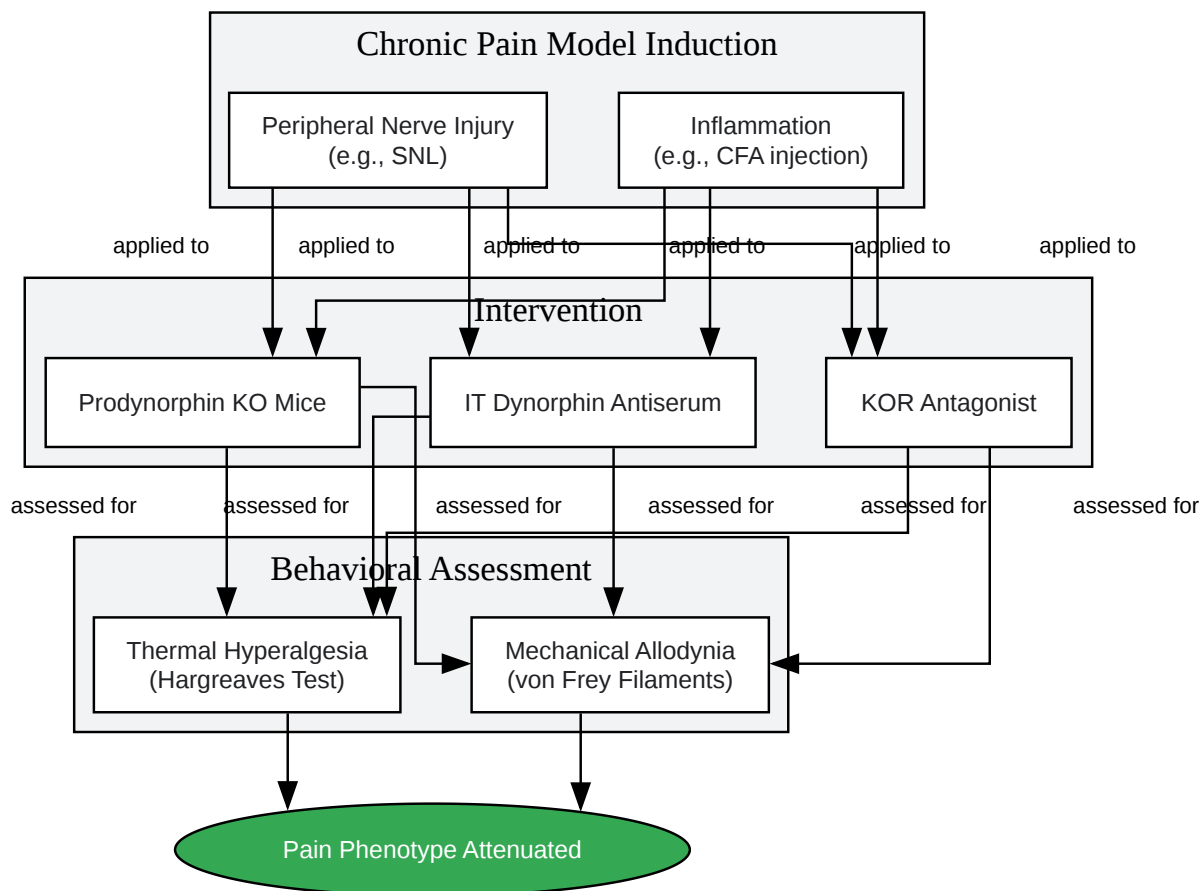 Chronic Pain Model Induction
Peripheral Nerve Injury
(e.g., SNL)
Inflammation
(e.g., CFA injection)
applied to
applied to
applied to
applied to
applied to
applied to
Intervention
Prodynorphin KO Mice
IT Dynorphin Antiserum
KOR Antagonist
assessed for
assessed for
assessed for
assessed for
assessed for
assessed for
Behavioral Assessment
Thermal Hyperalgesia
(Hargreaves Test)
Mechanical Allodynia
(von Frey Filaments)
Pain Phenotype Attenuated